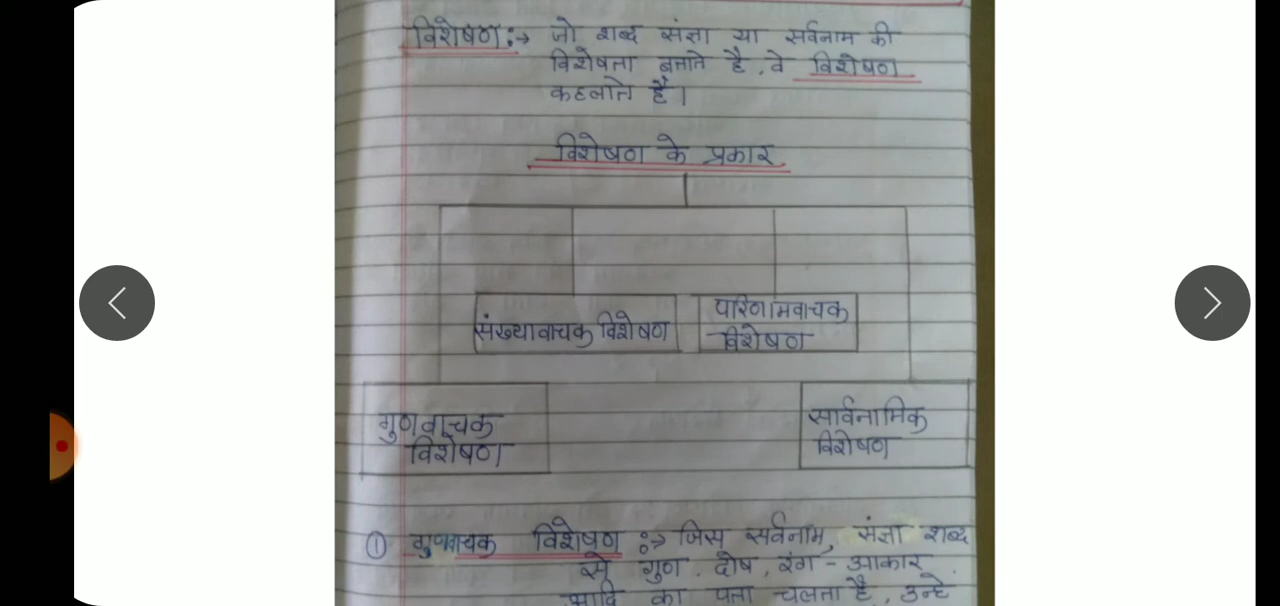 विशेषण :→ जो शब्द संज्ञा या सर्वनाम की
विशेषता बताते है, वे विशेषण
कहलाते है।
विशेषण के प्रकार
संख्यावाचक विशेषण
परिणामवाचक
विशेषण
गुणवाचक
विशेषण
सार्वनामिक
विशेषण
① गुणवाचक विशेषण :→ जिस सर्वनाम, संज्ञा शब्द
से गुण, दोष, रंग - आकार
आदि का पता चलता है, उन्हे